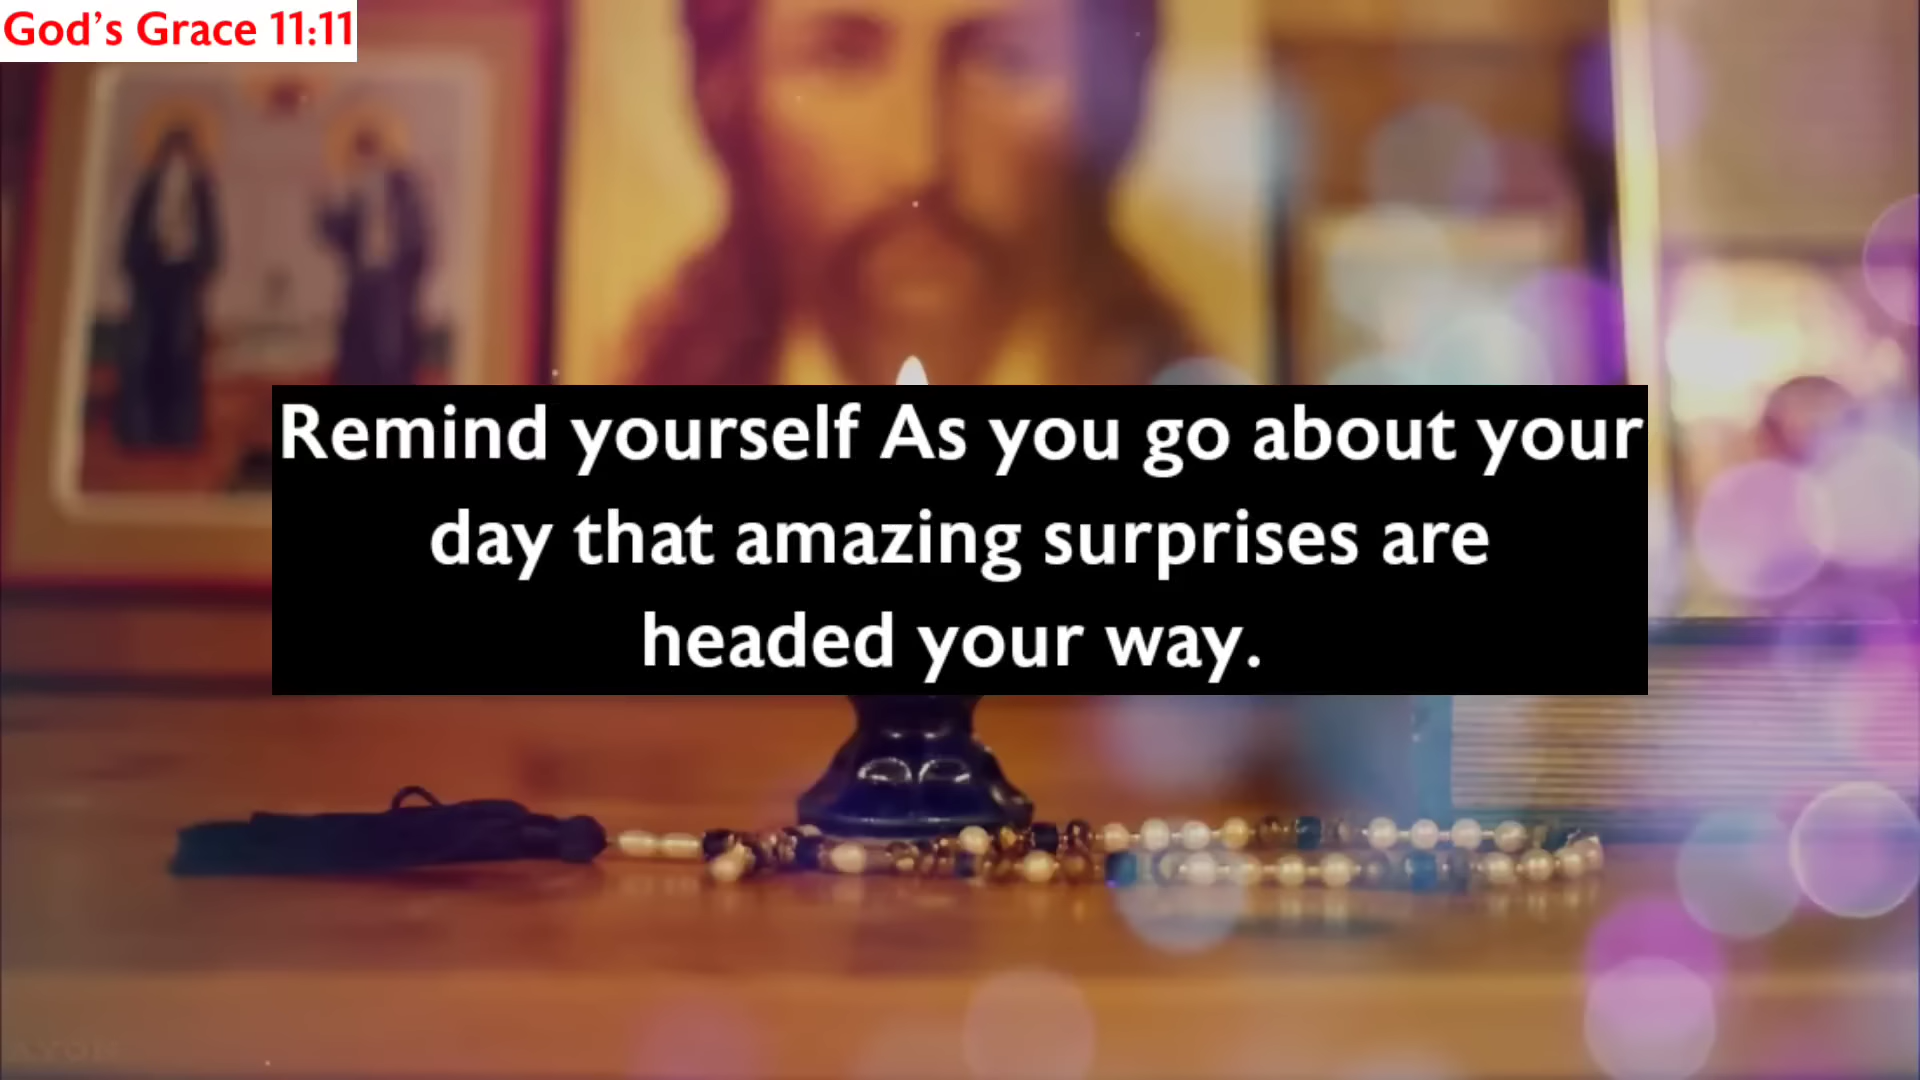 God's Grace 11:11
Remind yourself As you go about your
day that amazing surprises are
headed your way.